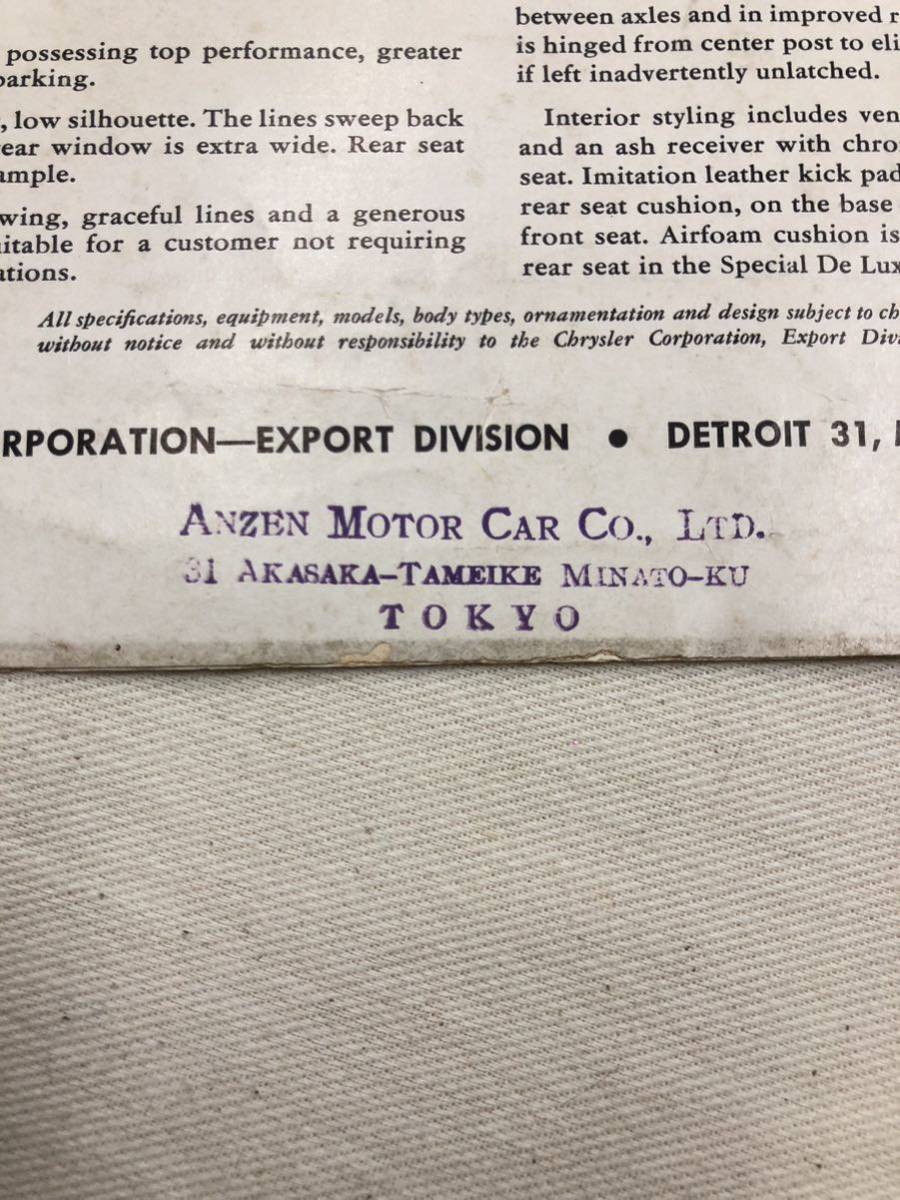 possessing top performance, greater
parking.
, low silhouette. The lines sweep back
rear window is extra wide. Rear seat
ample.
wing, graceful lines and a generous
suitable for a customer not requiring
between axles and in improved
is hinged from center post to
if left inadvertently unlatched.
Interior styling includes
and an ash receiver with
seat. Imitation leather kick
rear seat cushion, on the base
front seat. Airfoam cushion is
rear seat in the Special De Lux
All specifications, equipment, models, body types, ornamentation and design subject to
without notice and without responsibility to the Chrysler Corporation, Export
RPORATION—EXPORT DIVISION • DETROIT 31,
ANZEN MOTOR CAR CO., LTD.
31 AKASAKA-TAMEIKE MINATO-KU
TOKYO